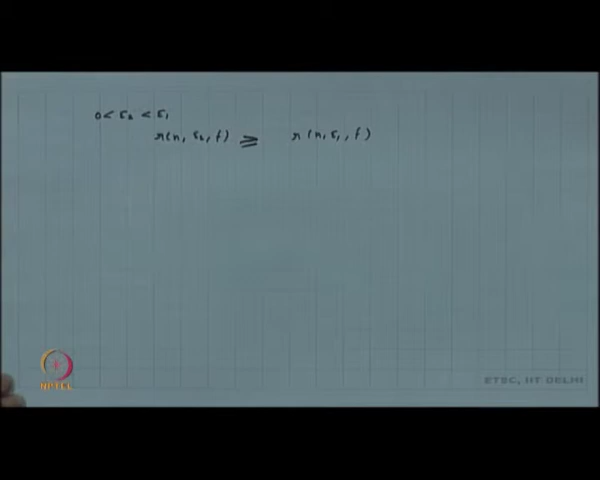 0 < ε₂ < ε₁
r(n, ε₂, f) ≥ r(n, ε₁, f)
NPTEL
ETSC, IIT DELHI